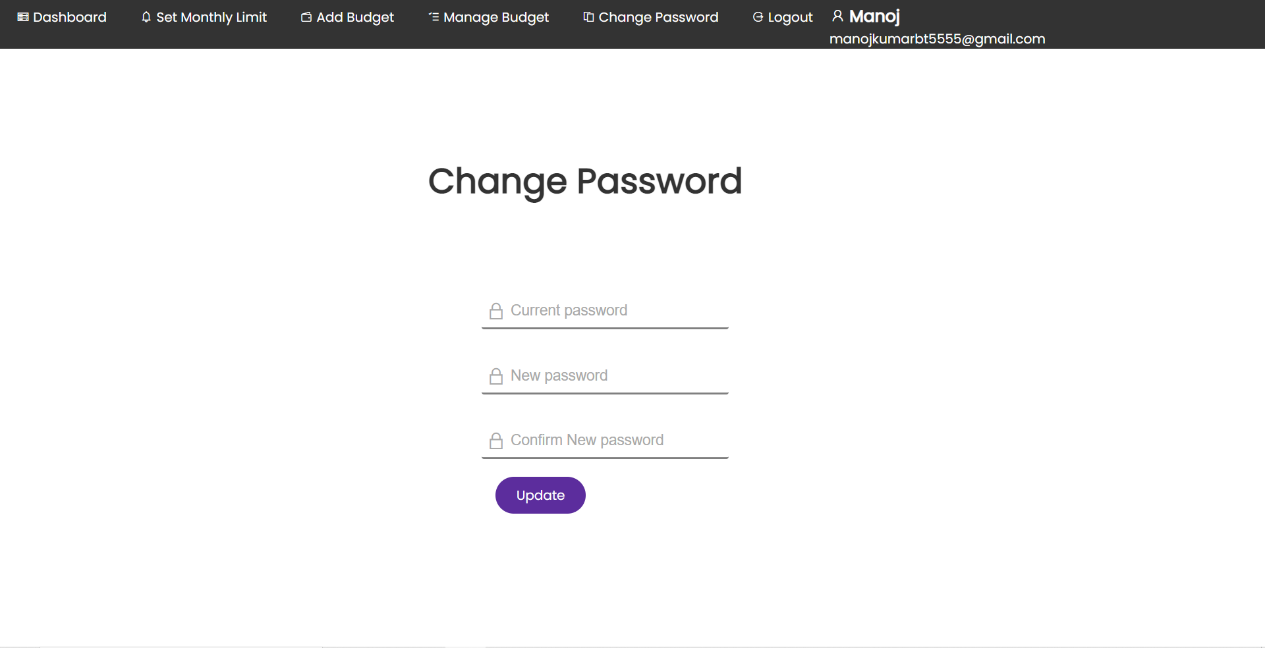 Dashboard Set Monthly Limit Add Budget Manage Budget Change Password Logout Manoj
manojkumarbt5555@gmail.com
Change Password
Current password
New password
Confirm New password
Update